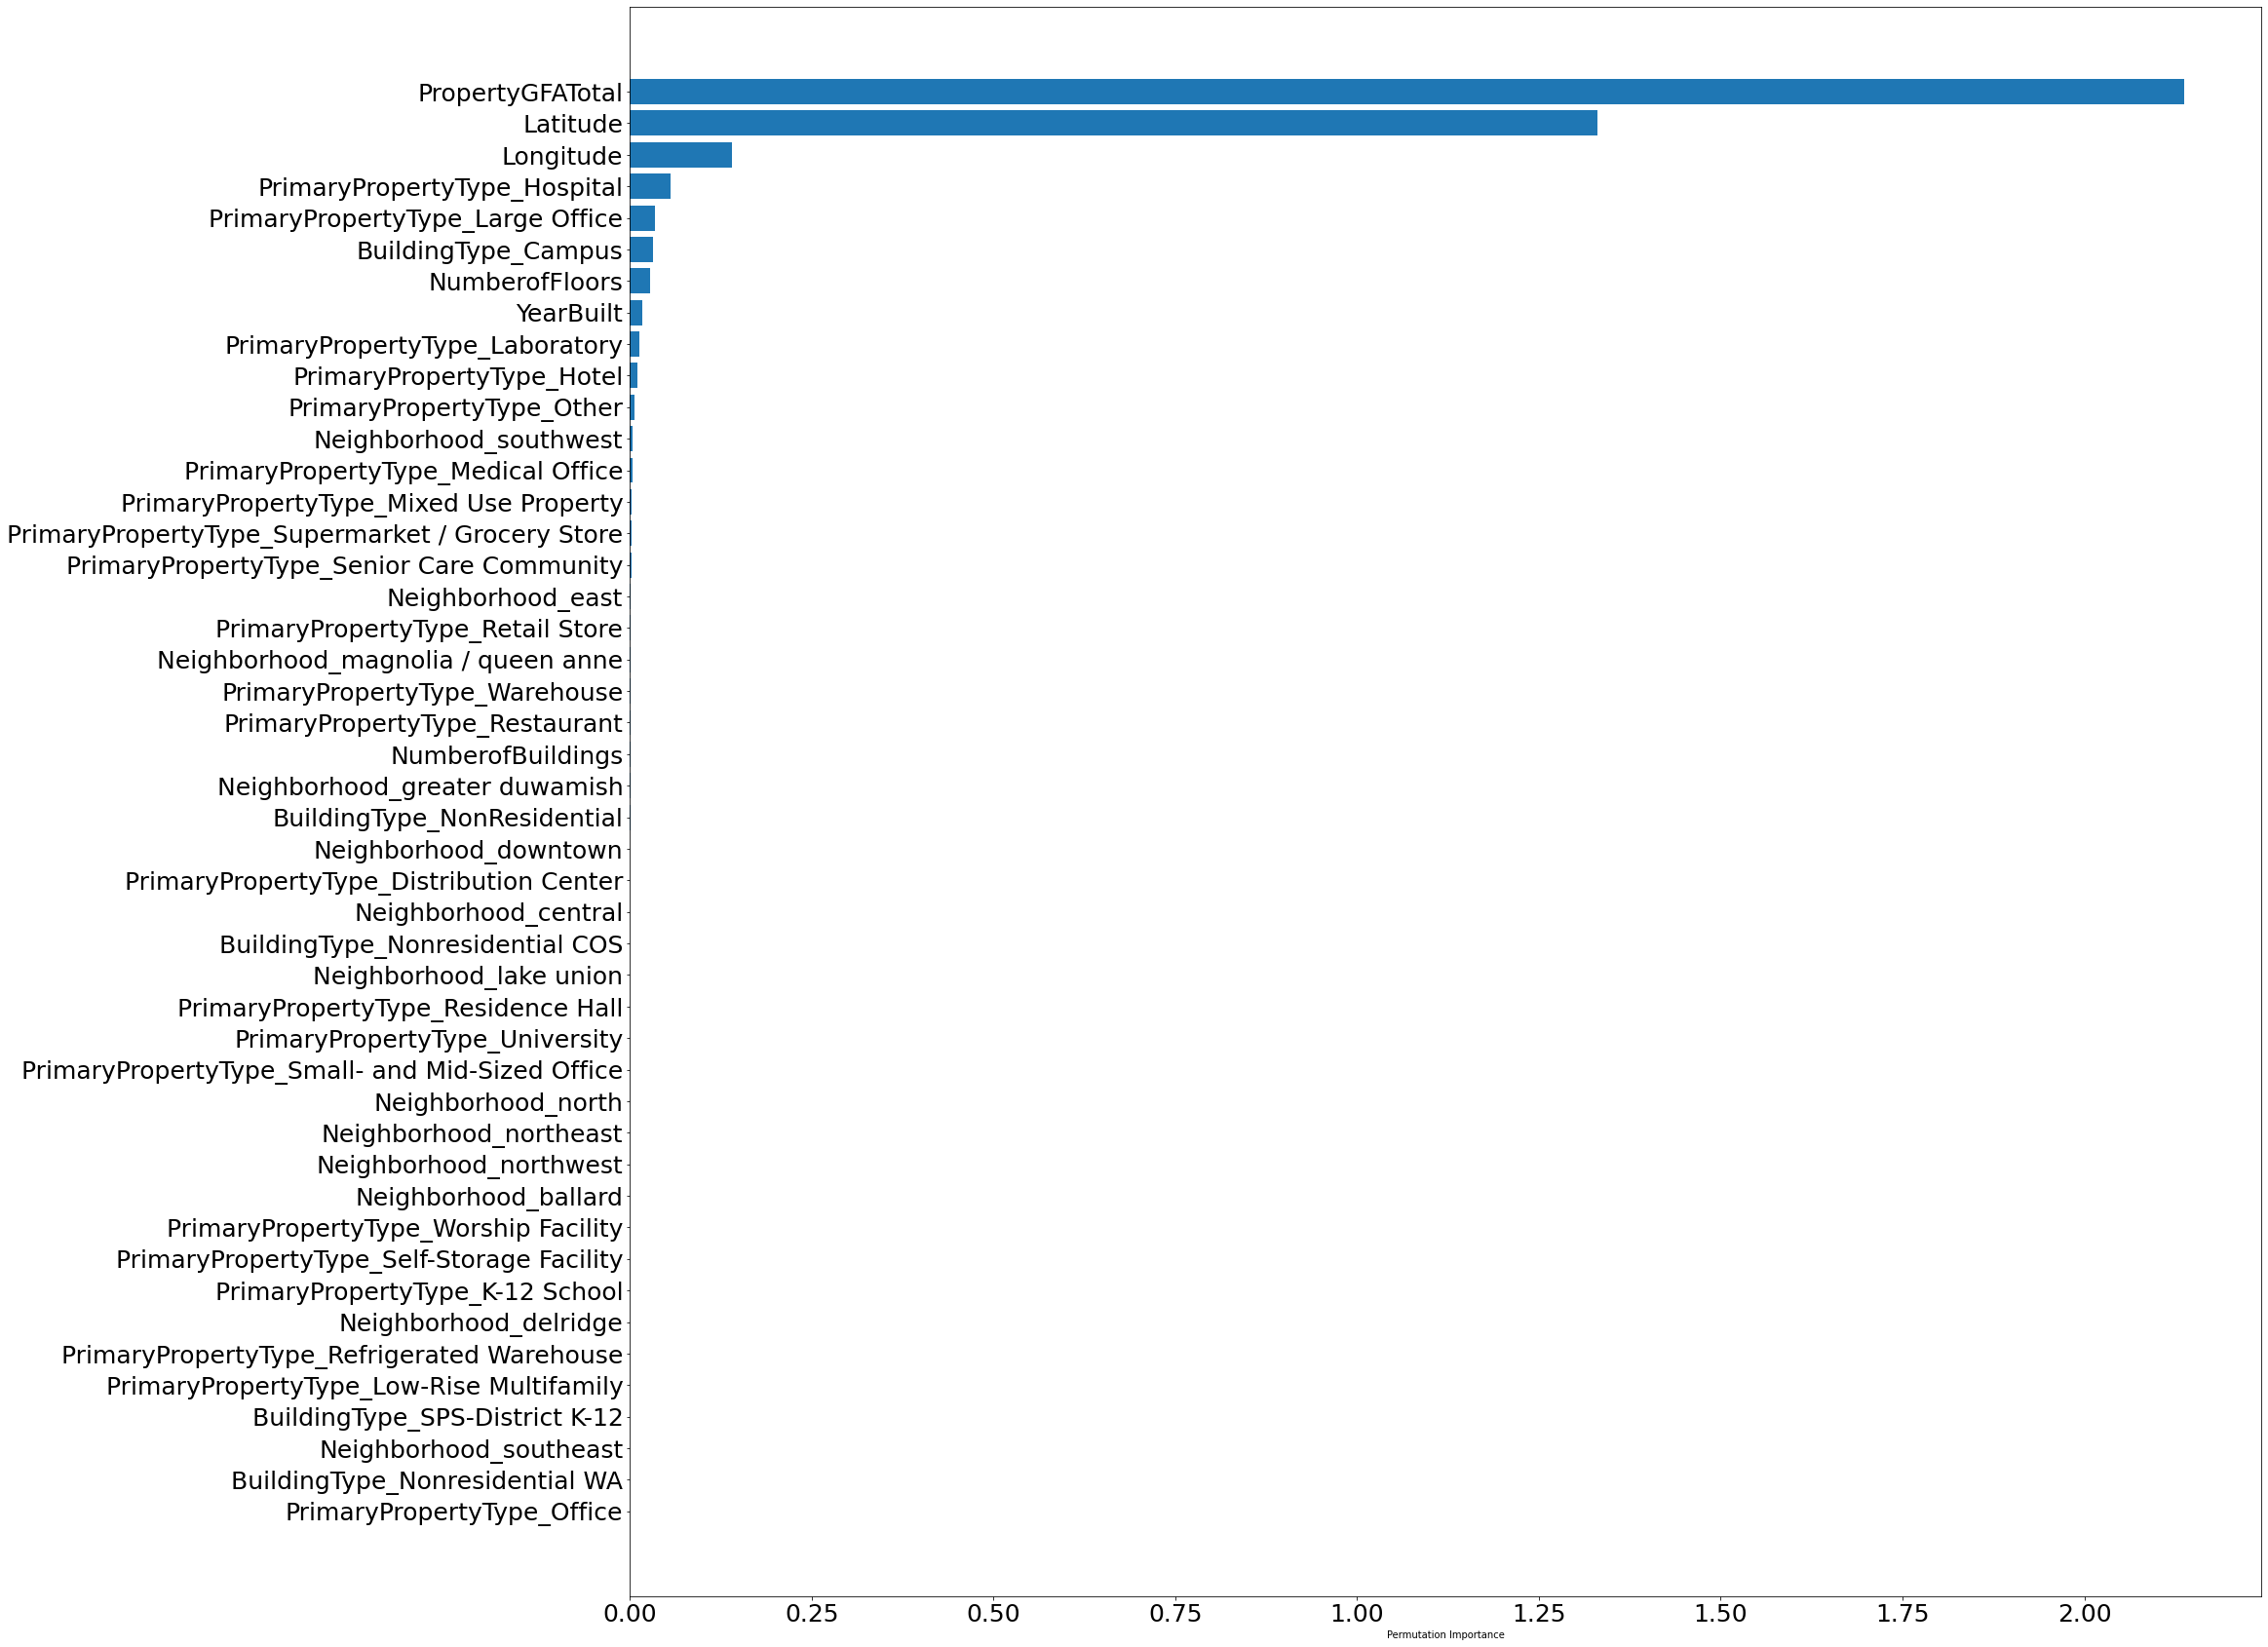 PropertyGFATotal
Latitude
Longitude
PrimaryPropertyType_Hospital
PrimaryPropertyType_Large Office
BuildingType_Campus
NumberofFloors
YearBuilt
PrimaryPropertyType_Laboratory
PrimaryPropertyType_Hotel
PrimaryPropertyType_Other
Neighborhood_southwest
PrimaryPropertyType_Medical Office
PrimaryPropertyType_Mixed Use Property
PrimaryPropertyType_Supermarket / Grocery Store
PrimaryPropertyType_Senior Care Community
Neighborhood_east
PrimaryPropertyType_Retail Store
Neighborhood_magnolia / queen anne
PrimaryPropertyType_Warehouse
PrimaryPropertyType_Restaurant
NumberofBuildings
Neighborhood_greater duwamish
BuildingType_NonResidential
Neighborhood_downtown
PrimaryPropertyType_Distribution Center
Neighborhood_central
BuildingType_Nonresidential COS
Neighborhood_lake union
PrimaryPropertyType_Residence Hall
PrimaryPropertyType_University
PrimaryPropertyType_Small- and Mid-Sized Office
Neighborhood_north
Neighborhood_northeast
Neighborhood_northwest
Neighborhood_ballard
PrimaryPropertyType_Worship Facility
PrimaryPropertyType_Self-Storage Facility
PrimaryPropertyType_K-12 School
Neighborhood_delridge
PrimaryPropertyType_Refrigerated Warehouse
PrimaryPropertyType_Low-Rise Multifamily
BuildingType_SPS-District K-12
Neighborhood_southeast
BuildingType_Nonresidential WA
PrimaryPropertyType_Office
0.00 0.25 0.50 0.75 1.00 1.25 1.50 1.75 2.00
Permutation Importance